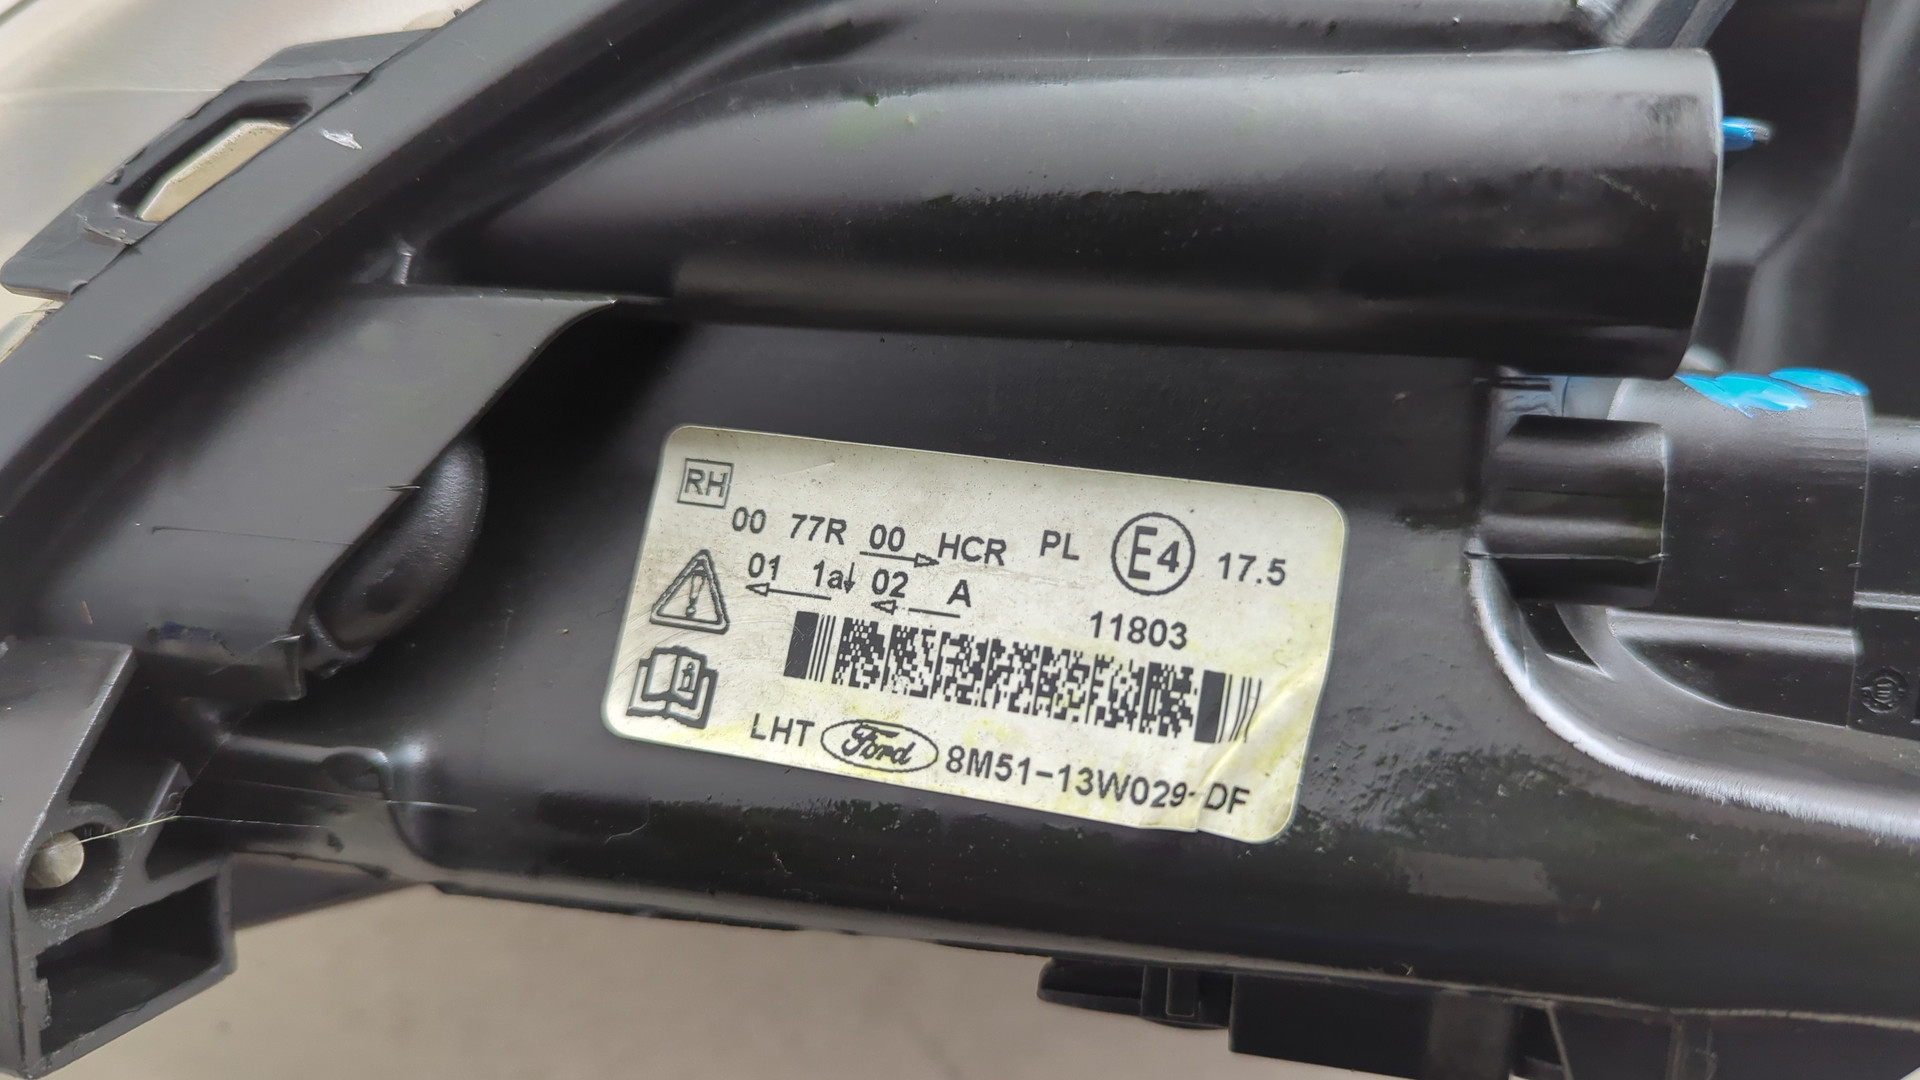 RH
00 77R 00 HCR PL E4 17.5
01 1a 02 A
11803
LHT Ford 8M51-13W029-DF